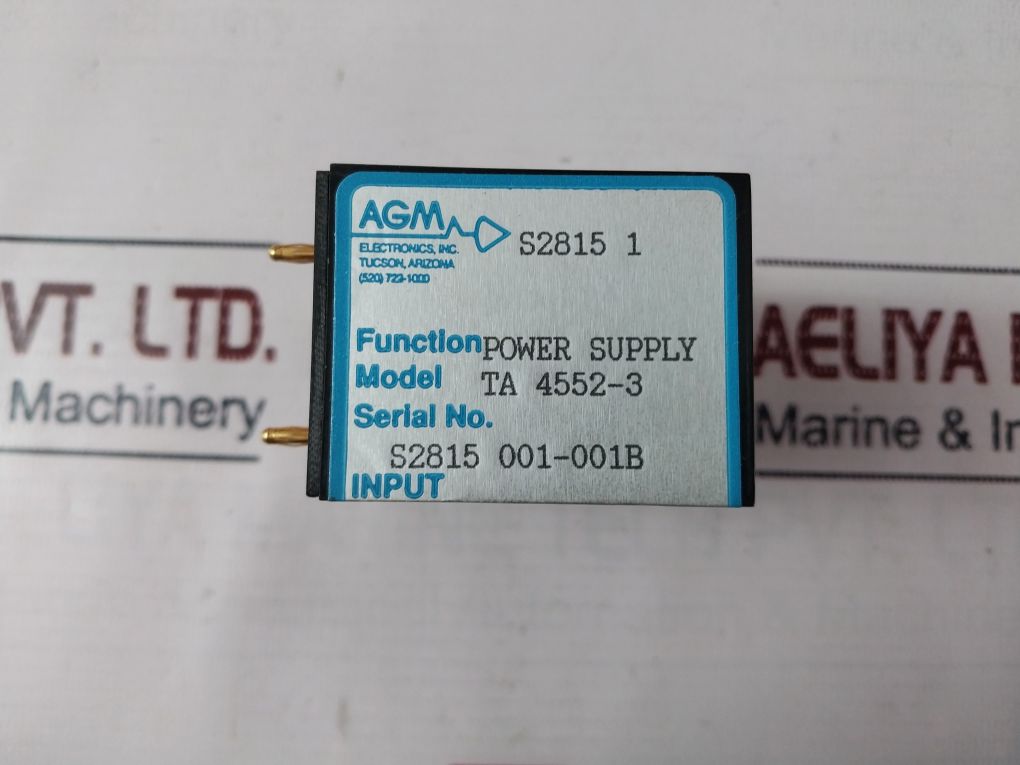 AGM
ELECTRONICS, INC.
TUCSON, ARIZONA
(520) 722-1000
S2815 1
Function POWER SUPPLY
Model TA 4552-3
Serial No.
S2815 001-001B
INPUT
VT. LTD.
Machinery
AELIYA
Marine & In